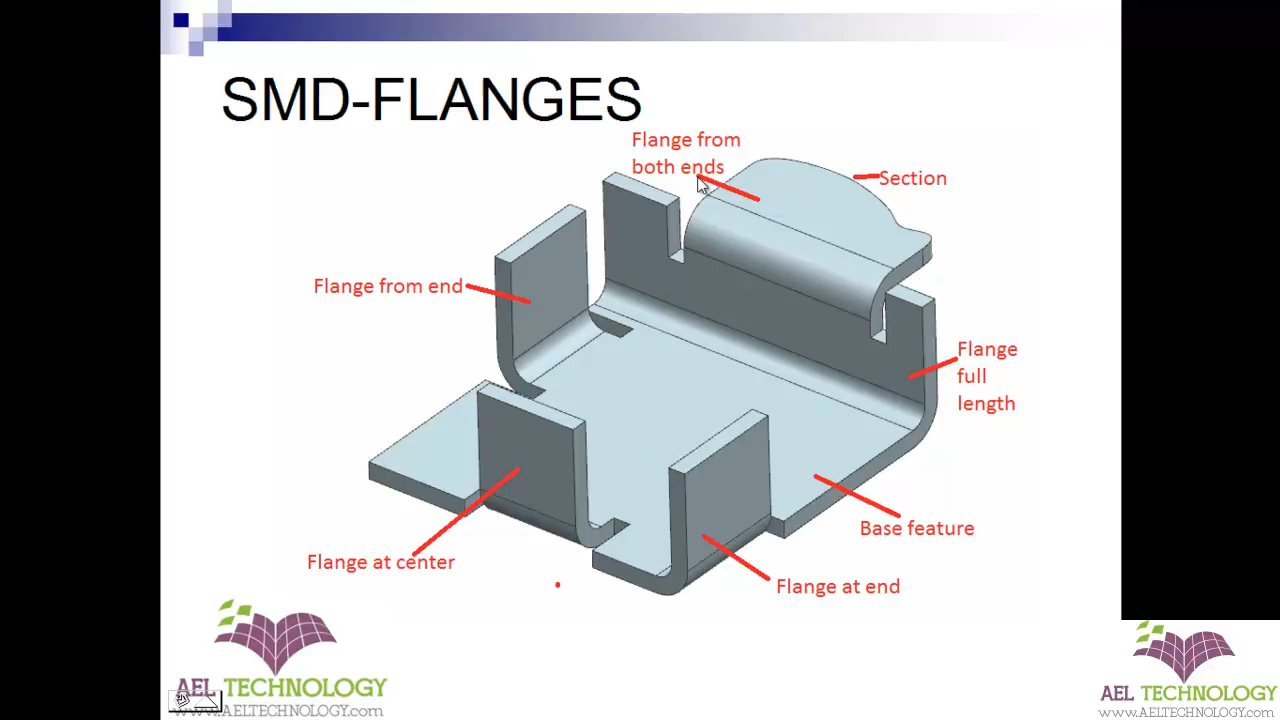 SMD-FLANGES
Flange from
both ends
Section
Flange from end
Flange
full
length
Base feature
Flange at center
Flange at end
AEL TECHNOLOGY
www.AELTECHNOLOGY.com
AEL TECHNOLOGY
www.AELTECHNOLOGY.com